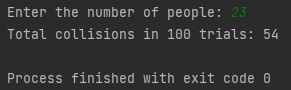 Enter the number of people: 23
Total collisions in 100 trials: 54
Process finished with exit code 0